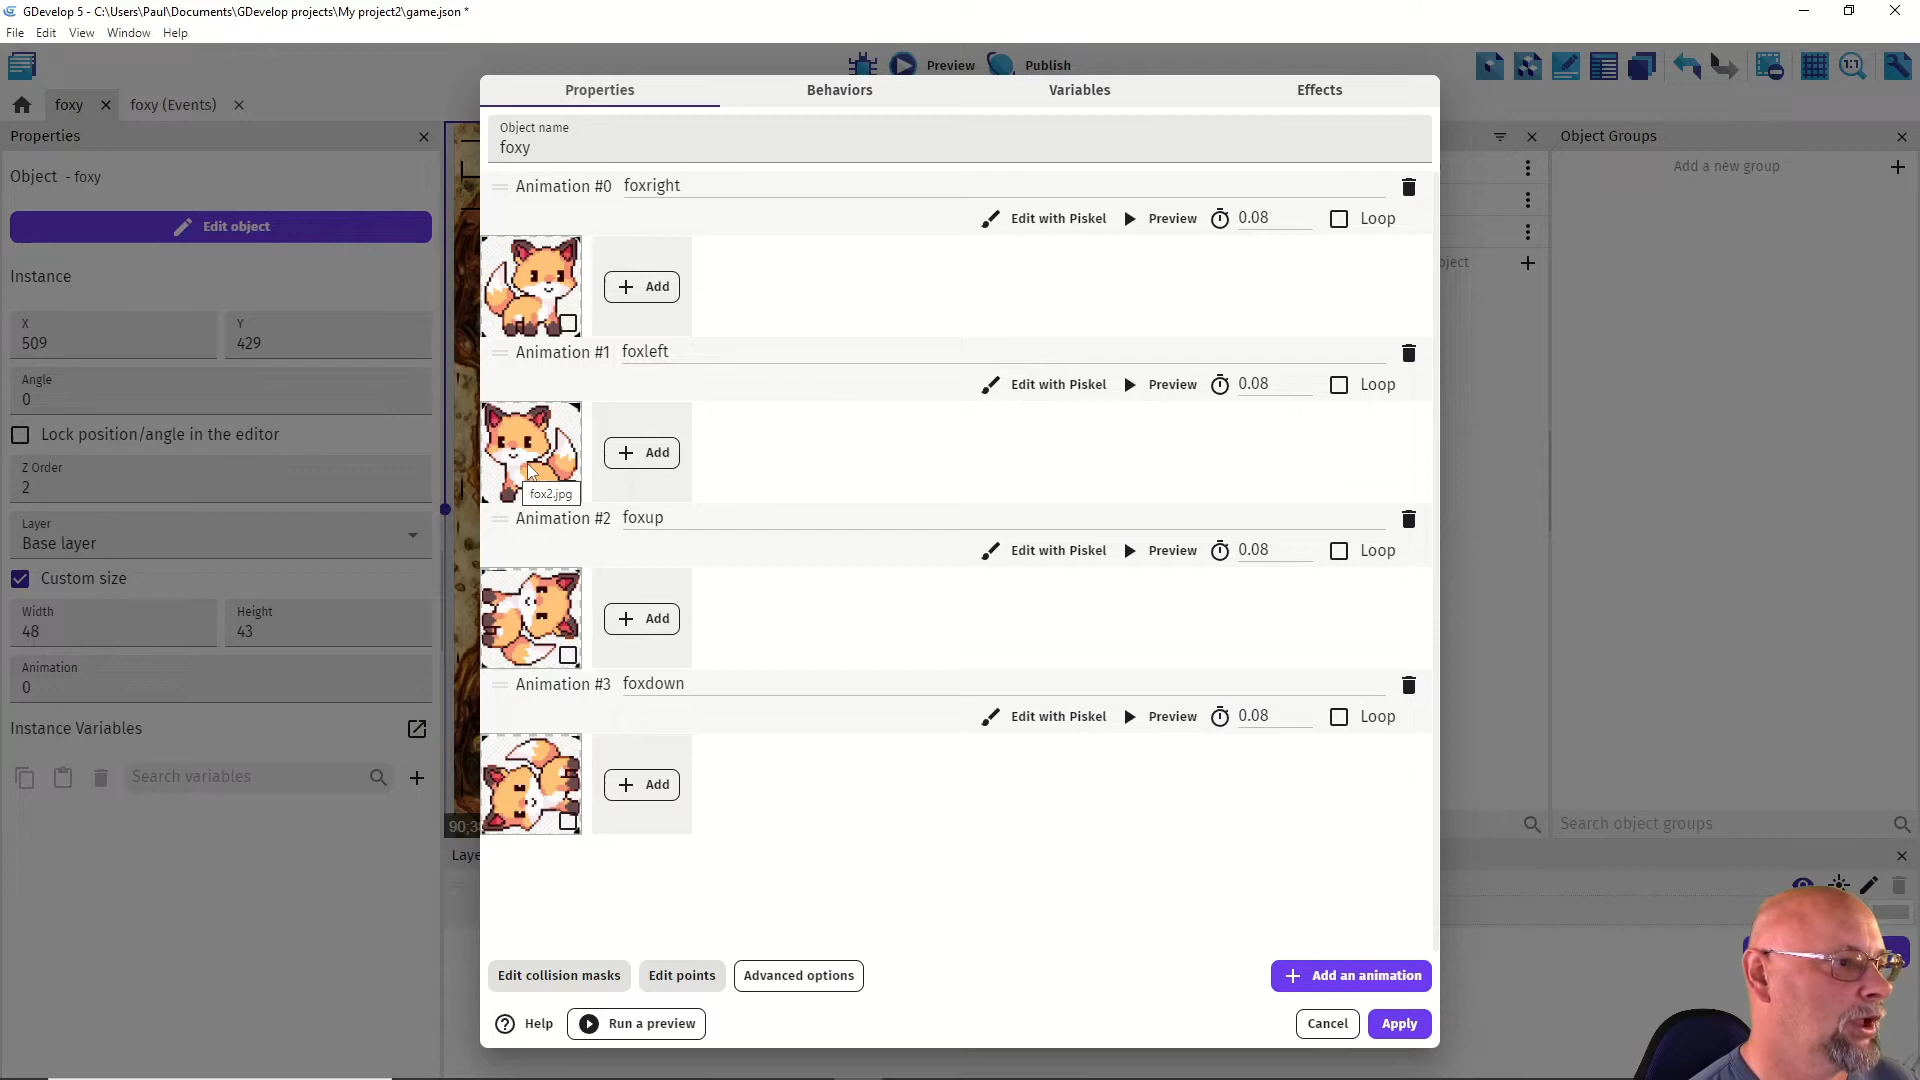 GDevelop 5 - C:\Users\Paul\Documents\GDevelop projects\My project2\game.json *
File Edit View Window Help
Preview Publish
foxy foxy (Events)
Properties
Object - foxy
Edit object
Instance
X
509
Y
429
Angle
0
Lock position/angle in the editor
Z Order
2
Layer
Base layer
Custom size
Width
48
Height
43
Animation
0
Instance Variables
Search variables
Properties Behaviors Variables Effects
Object name
foxy
Animation #0 foxright
Edit with Piskel Preview 0.08 Loop
Add
Animation #1 foxleft
Edit with Piskel Preview 0.08 Loop
Add
fox2.jpg
Animation #2 foxup
Edit with Piskel Preview 0.08 Loop
Add
Animation #3 foxdown
Edit with Piskel Preview 0.08 Loop
Add
Edit collision masks Edit points Advanced options Add an animation
Help Run a preview Cancel Apply
Object Groups
Add a new group
Search object groups
1:1